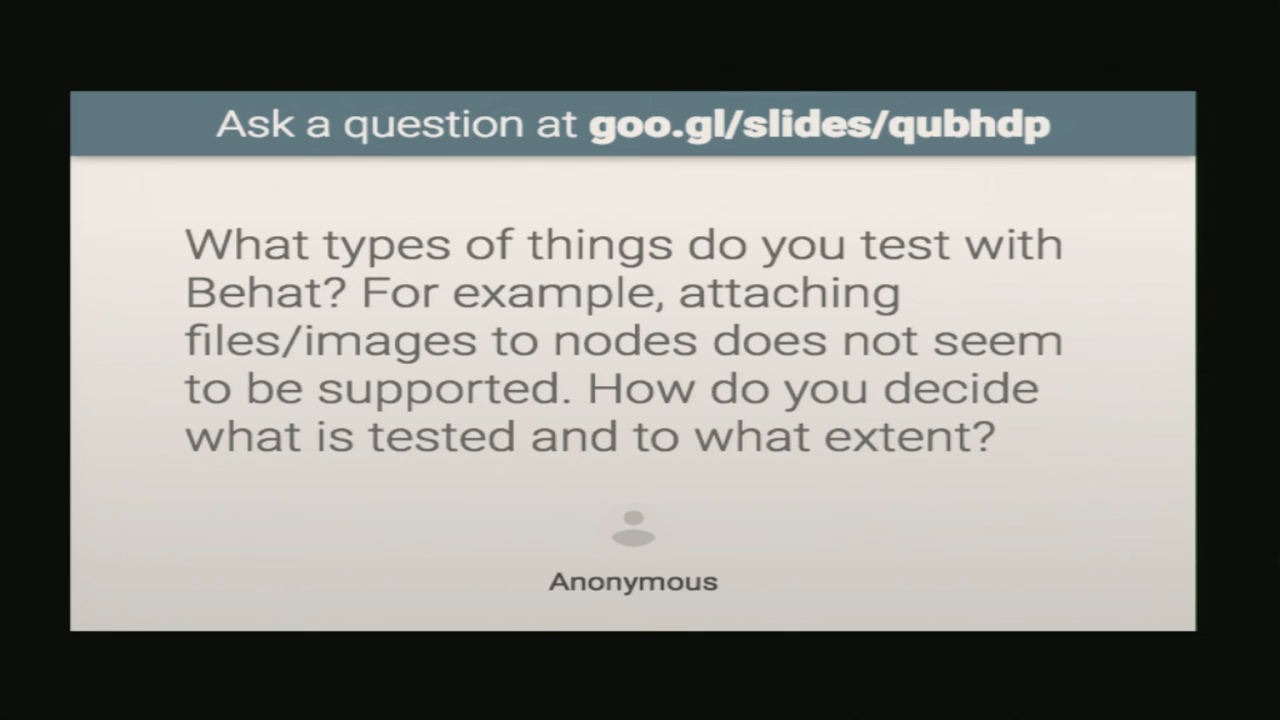 Ask a question at goo.gl/slides/qubhdp
What types of things do you test with
Behat? For example, attaching
files/images to nodes does not seem
to be supported. How do you decide
what is tested and to what extent?
Anonymous